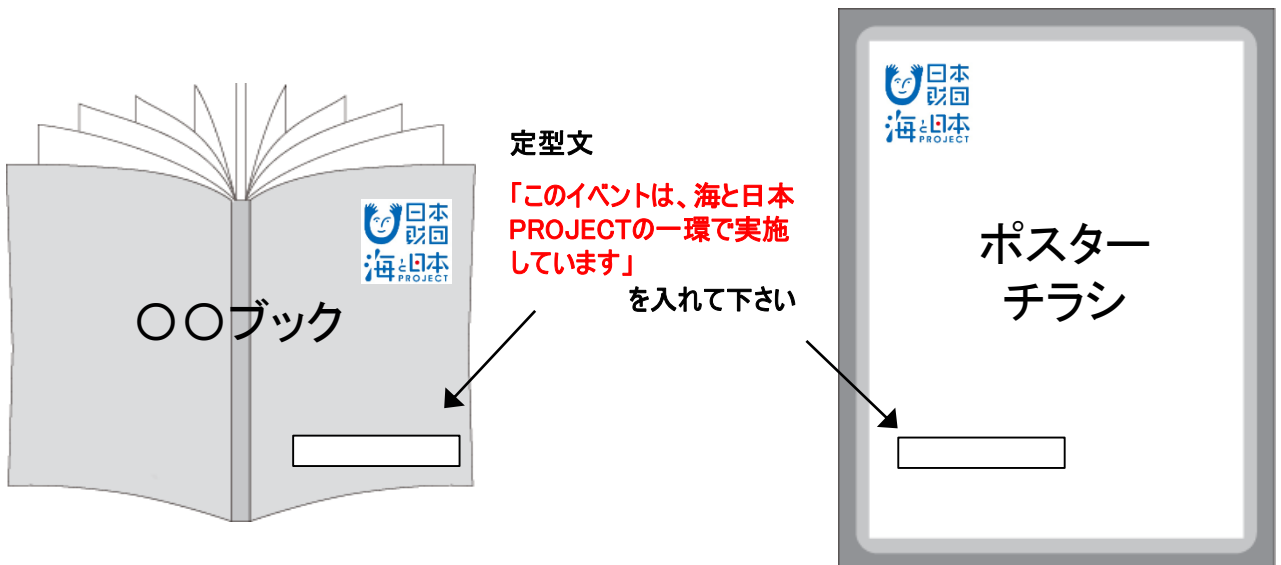 日本
財団
海と日本
PROJECT
〇〇ブック
定型文
「このイベントは、海と日本
PROJECTの一環で実施
しています」
を入れて下さい
日本
財団
海と日本
PROJECT
ポスター
チラシ